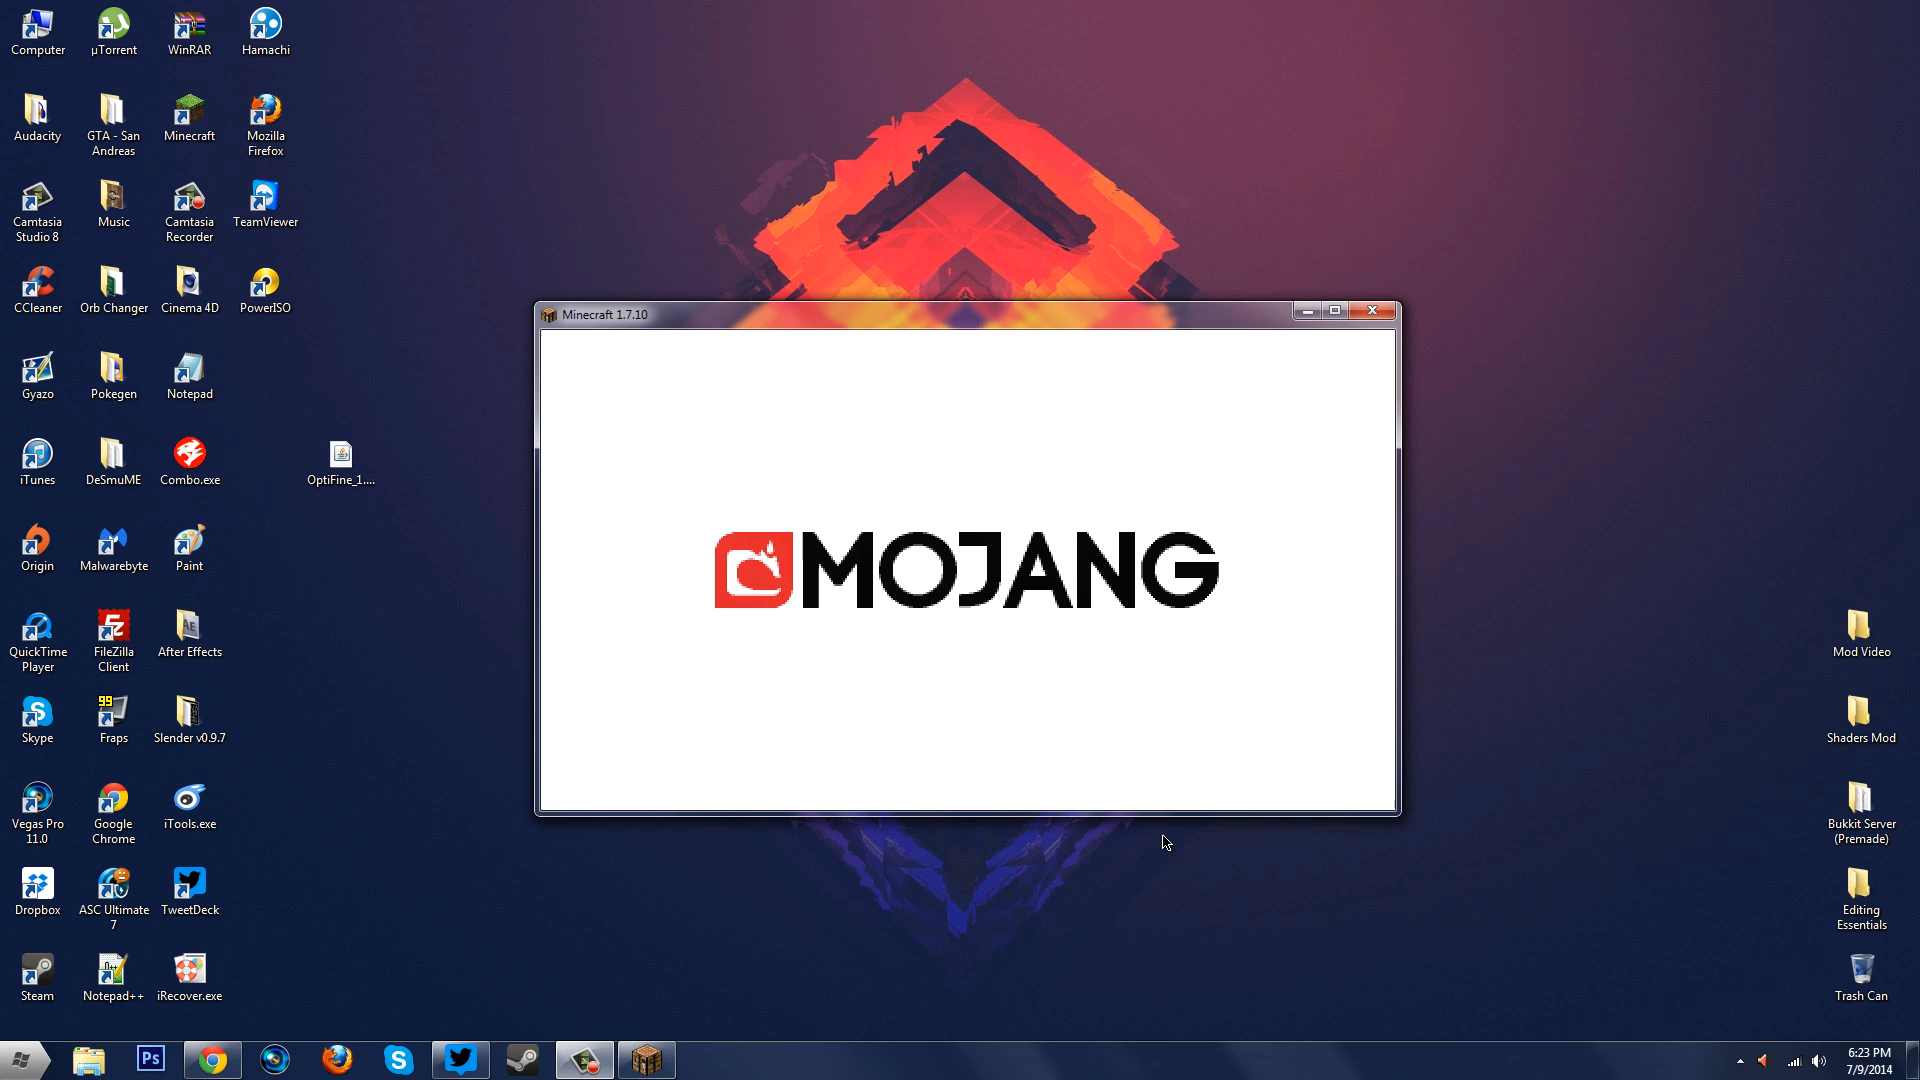 Computer
µTorrent
WinRAR
Hamachi
Audacity
GTA - San
Andreas
Minecraft
Mozilla
Firefox
Camtasia
Studio 8
Music
Camtasia
Recorder
TeamViewer
CCleaner
Orb Changer
Cinema 4D
PowerISO
Minecraft 1.7.10
Gyazo
Pokegen
Notepad
iTunes
DeSmuME
Combo.exe
OptiFine_1....
MOJANG
Origin
Malwarebyte
Paint
QuickTime
Player
FileZilla
Client
AE
After Effects
Mod Video
99
Skype
Fraps
Slender v0.9.7
Shaders Mod
Vegas Pro
11.0
Google
Chrome
iTools.exe
Bukkit Server
(Premade)
Dropbox
ASC Ultimate
7
TweetDeck
Editing
Essentials
Steam
Notepad++
iRecover.exe
Trash Can
Ps
6:23 PM
7/9/2014